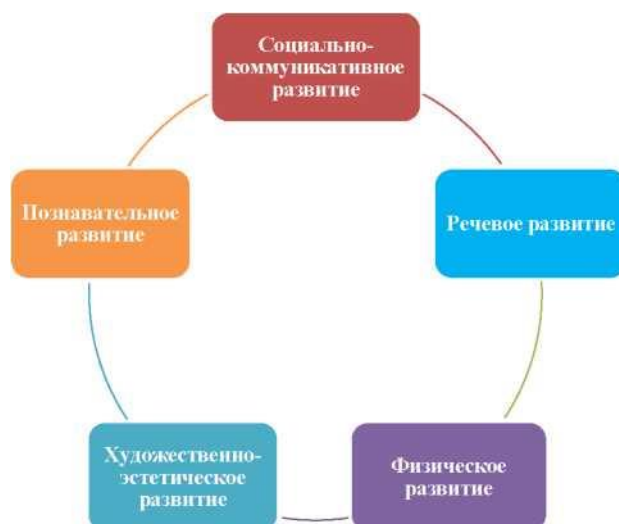 Социально-
коммуникативное
развитие
Познавательное
развитие
Речевое развитие
Художественно-
эстетическое
развитие
Физическое
развитие